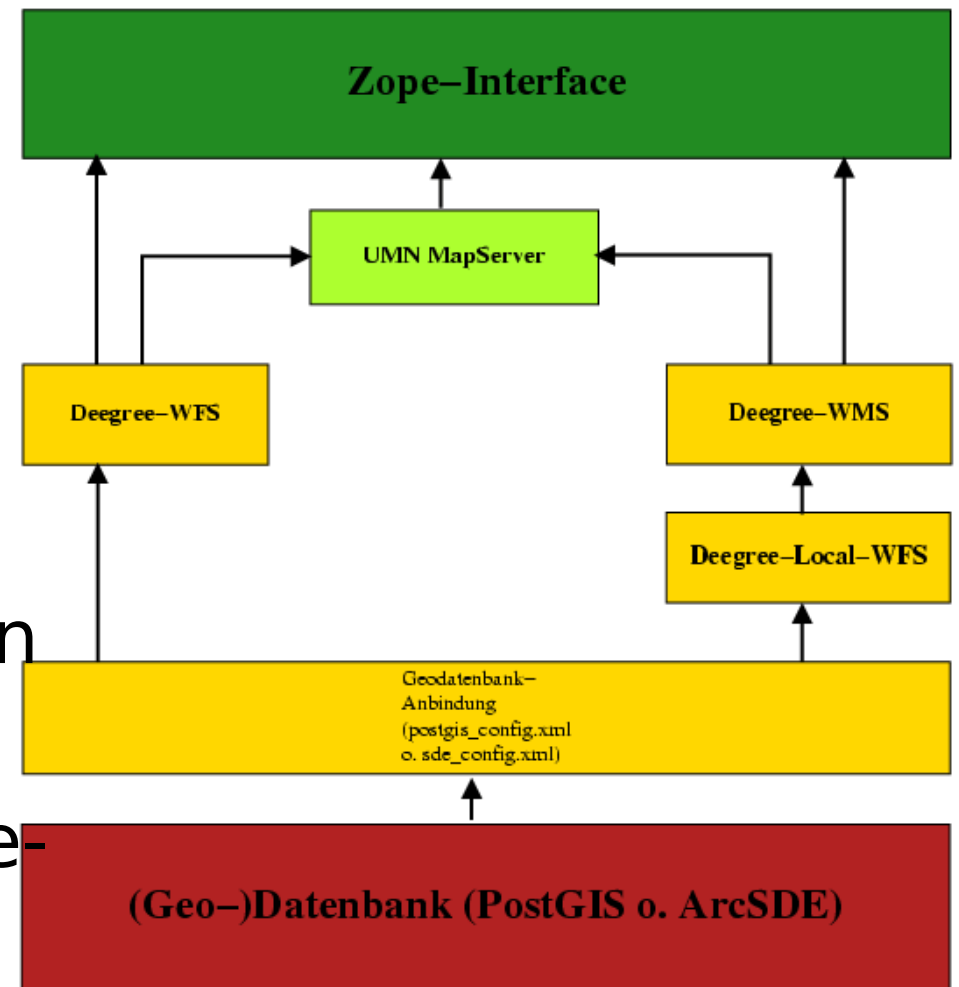 Zope–Interface
UMN MapServer
Deegree–WFS
Deegree–WMS
Deegree–Local–WFS
n
Geodatenbank–
Anbindung
(postgis_config.xml
o. sde_config.xml)
e-
(Geo–)Datenbank (PostGIS o. ArcSDE)